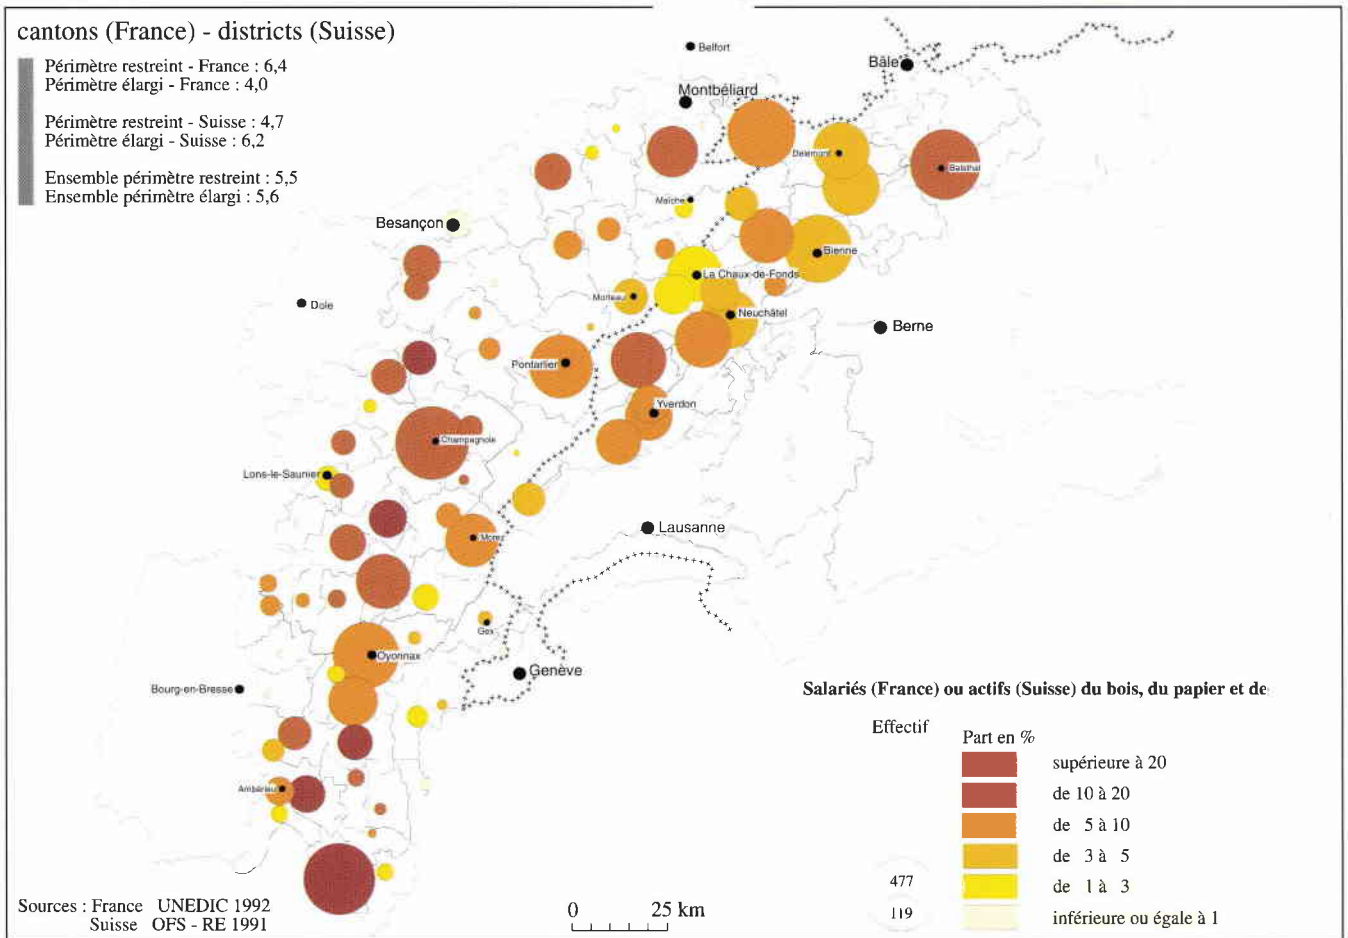 cantons (France) - districts (Suisse)
Périmètre restreint - France : 6,4
Périmètre élargi - France : 4,0
Périmètre restreint - Suisse : 4,7
Périmètre élargi - Suisse : 6,2
Ensemble périmètre restreint : 5,5
Ensemble périmètre élargi : 5,6
Belfort
Bâle
Montbéliard
Delémont
Balsthal
Maîche
Besançon
Bienne
La Chaux-de-Fonds
Morteau
Dole
Neuchâtel
Berne
Pontarlier
Yverdon
Champagnole
Lons-le-Saunier
Lausanne
Morez
Gex
Oyonnax
Genève
Bourg-en-Bresse
Ambérieu
Salariés (France) ou actifs (Suisse) du bois, du papier et de
Effectif
Part en %
supérieure à 20
de 10 à 20
de 5 à 10
de 3 à 5
477
de 1 à 3
119
inférieure ou égale à 1
0 25 km
Sources : France UNEDIC 1992
Suisse OFS - RE 1991